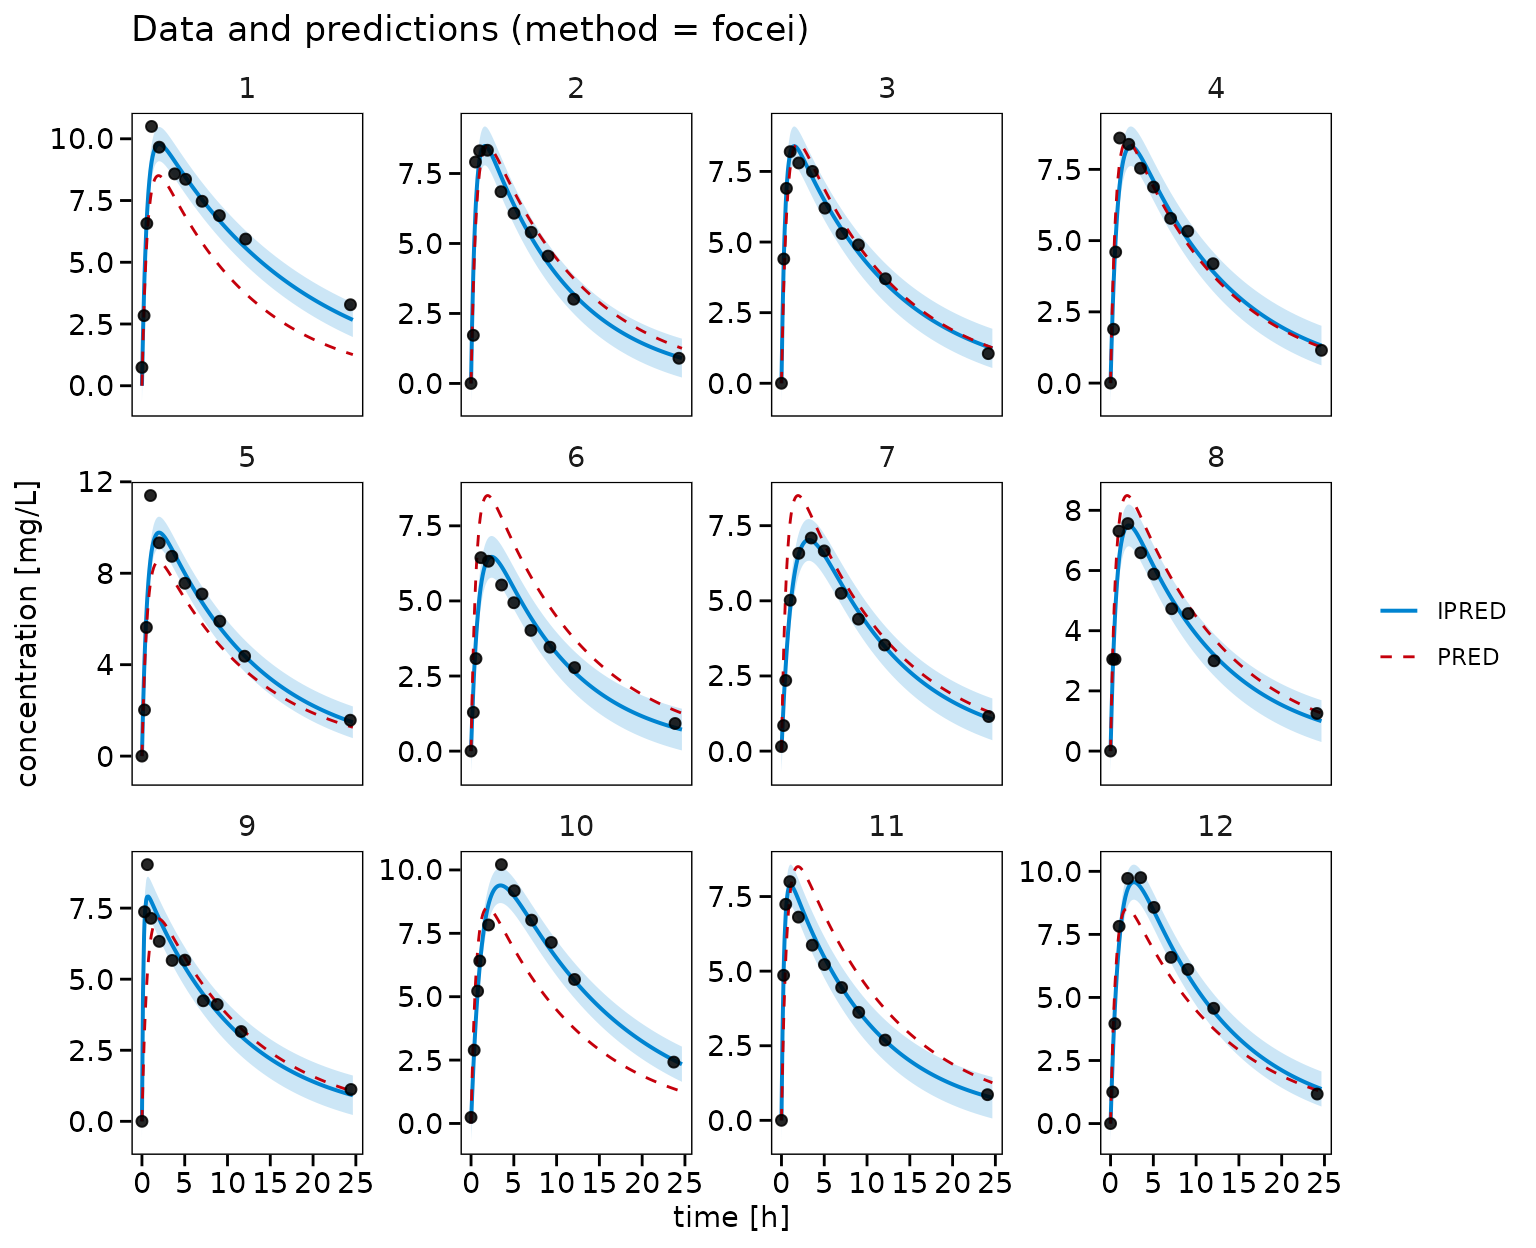 Data and predictions (method = focei)
1 2 3 4
10.0 7.5 5.0 2.5 0.0
7.5 5.0 2.5 0.0
7.5 5.0 2.5 0.0
7.5 5.0 2.5 0.0
5 6 7 8
12 8 4 0
7.5 5.0 2.5 0.0
7.5 5.0 2.5 0.0
8 6 4 2 0
concentration [mg/L]
IPRED
PRED
9 10 11 12
7.5 5.0 2.5 0.0
10.0 7.5 5.0 2.5 0.0
7.5 5.0 2.5 0.0
10.0 7.5 5.0 2.5 0.0
0 5 10 15 20 25 0 5 10 15 20 25 0 5 10 15 20 25 0 5 10 15 20 25
time [h]